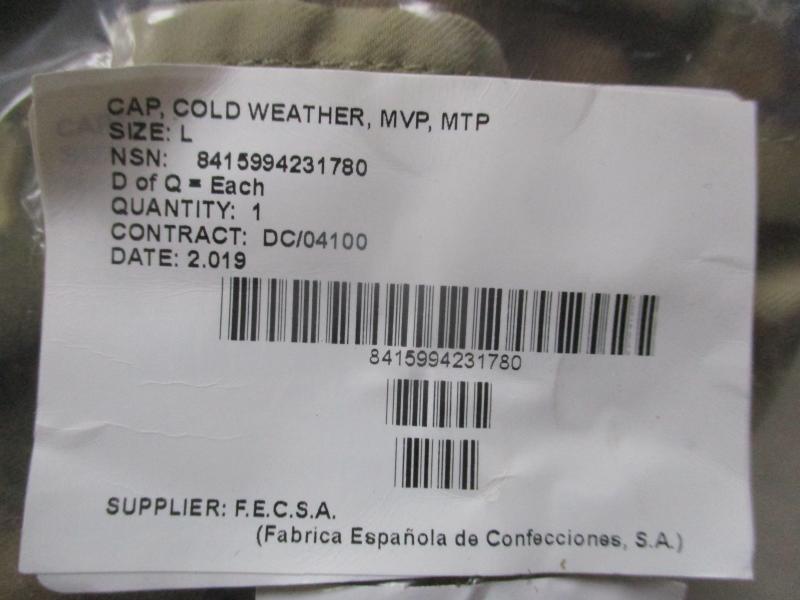 CAP, COLD WEATHER, MVP, MTP
SIZE: L
NSN: 8415994231780
D of Q = Each
QUANTITY: 1
CONTRACT: DC/04100
DATE: 2.019
8415994231780
SUPPLIER: F.E.C.S.A.
(Fabrica Española de Confecciones, S.A.)